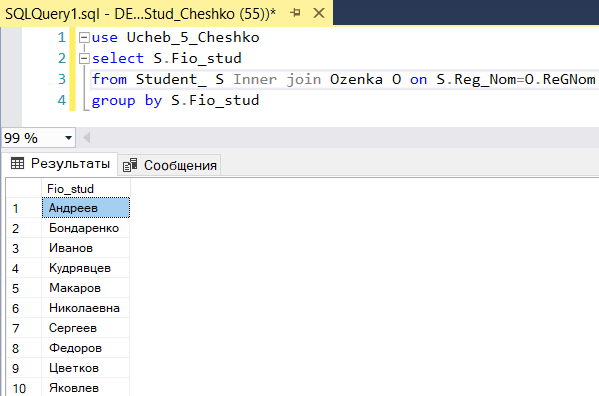 SQLQuery1.sql - DE...Stud_Cheshko (55))*
1 use Ucheb_5_Cheshko
2 select S.Fio_stud
3 from Student_ S Inner join Ozenka O on S.Reg_Nom=O.ReGNom
4 group by S.Fio_stud
99 %
Результаты Сообщения
Fio_stud
1 Андреев
2 Бондаренко
3 Иванов
4 Кудрявцев
5 Макаров
6 Николаевна
7 Сергеев
8 Федоров
9 Цветков
10 Яковлев